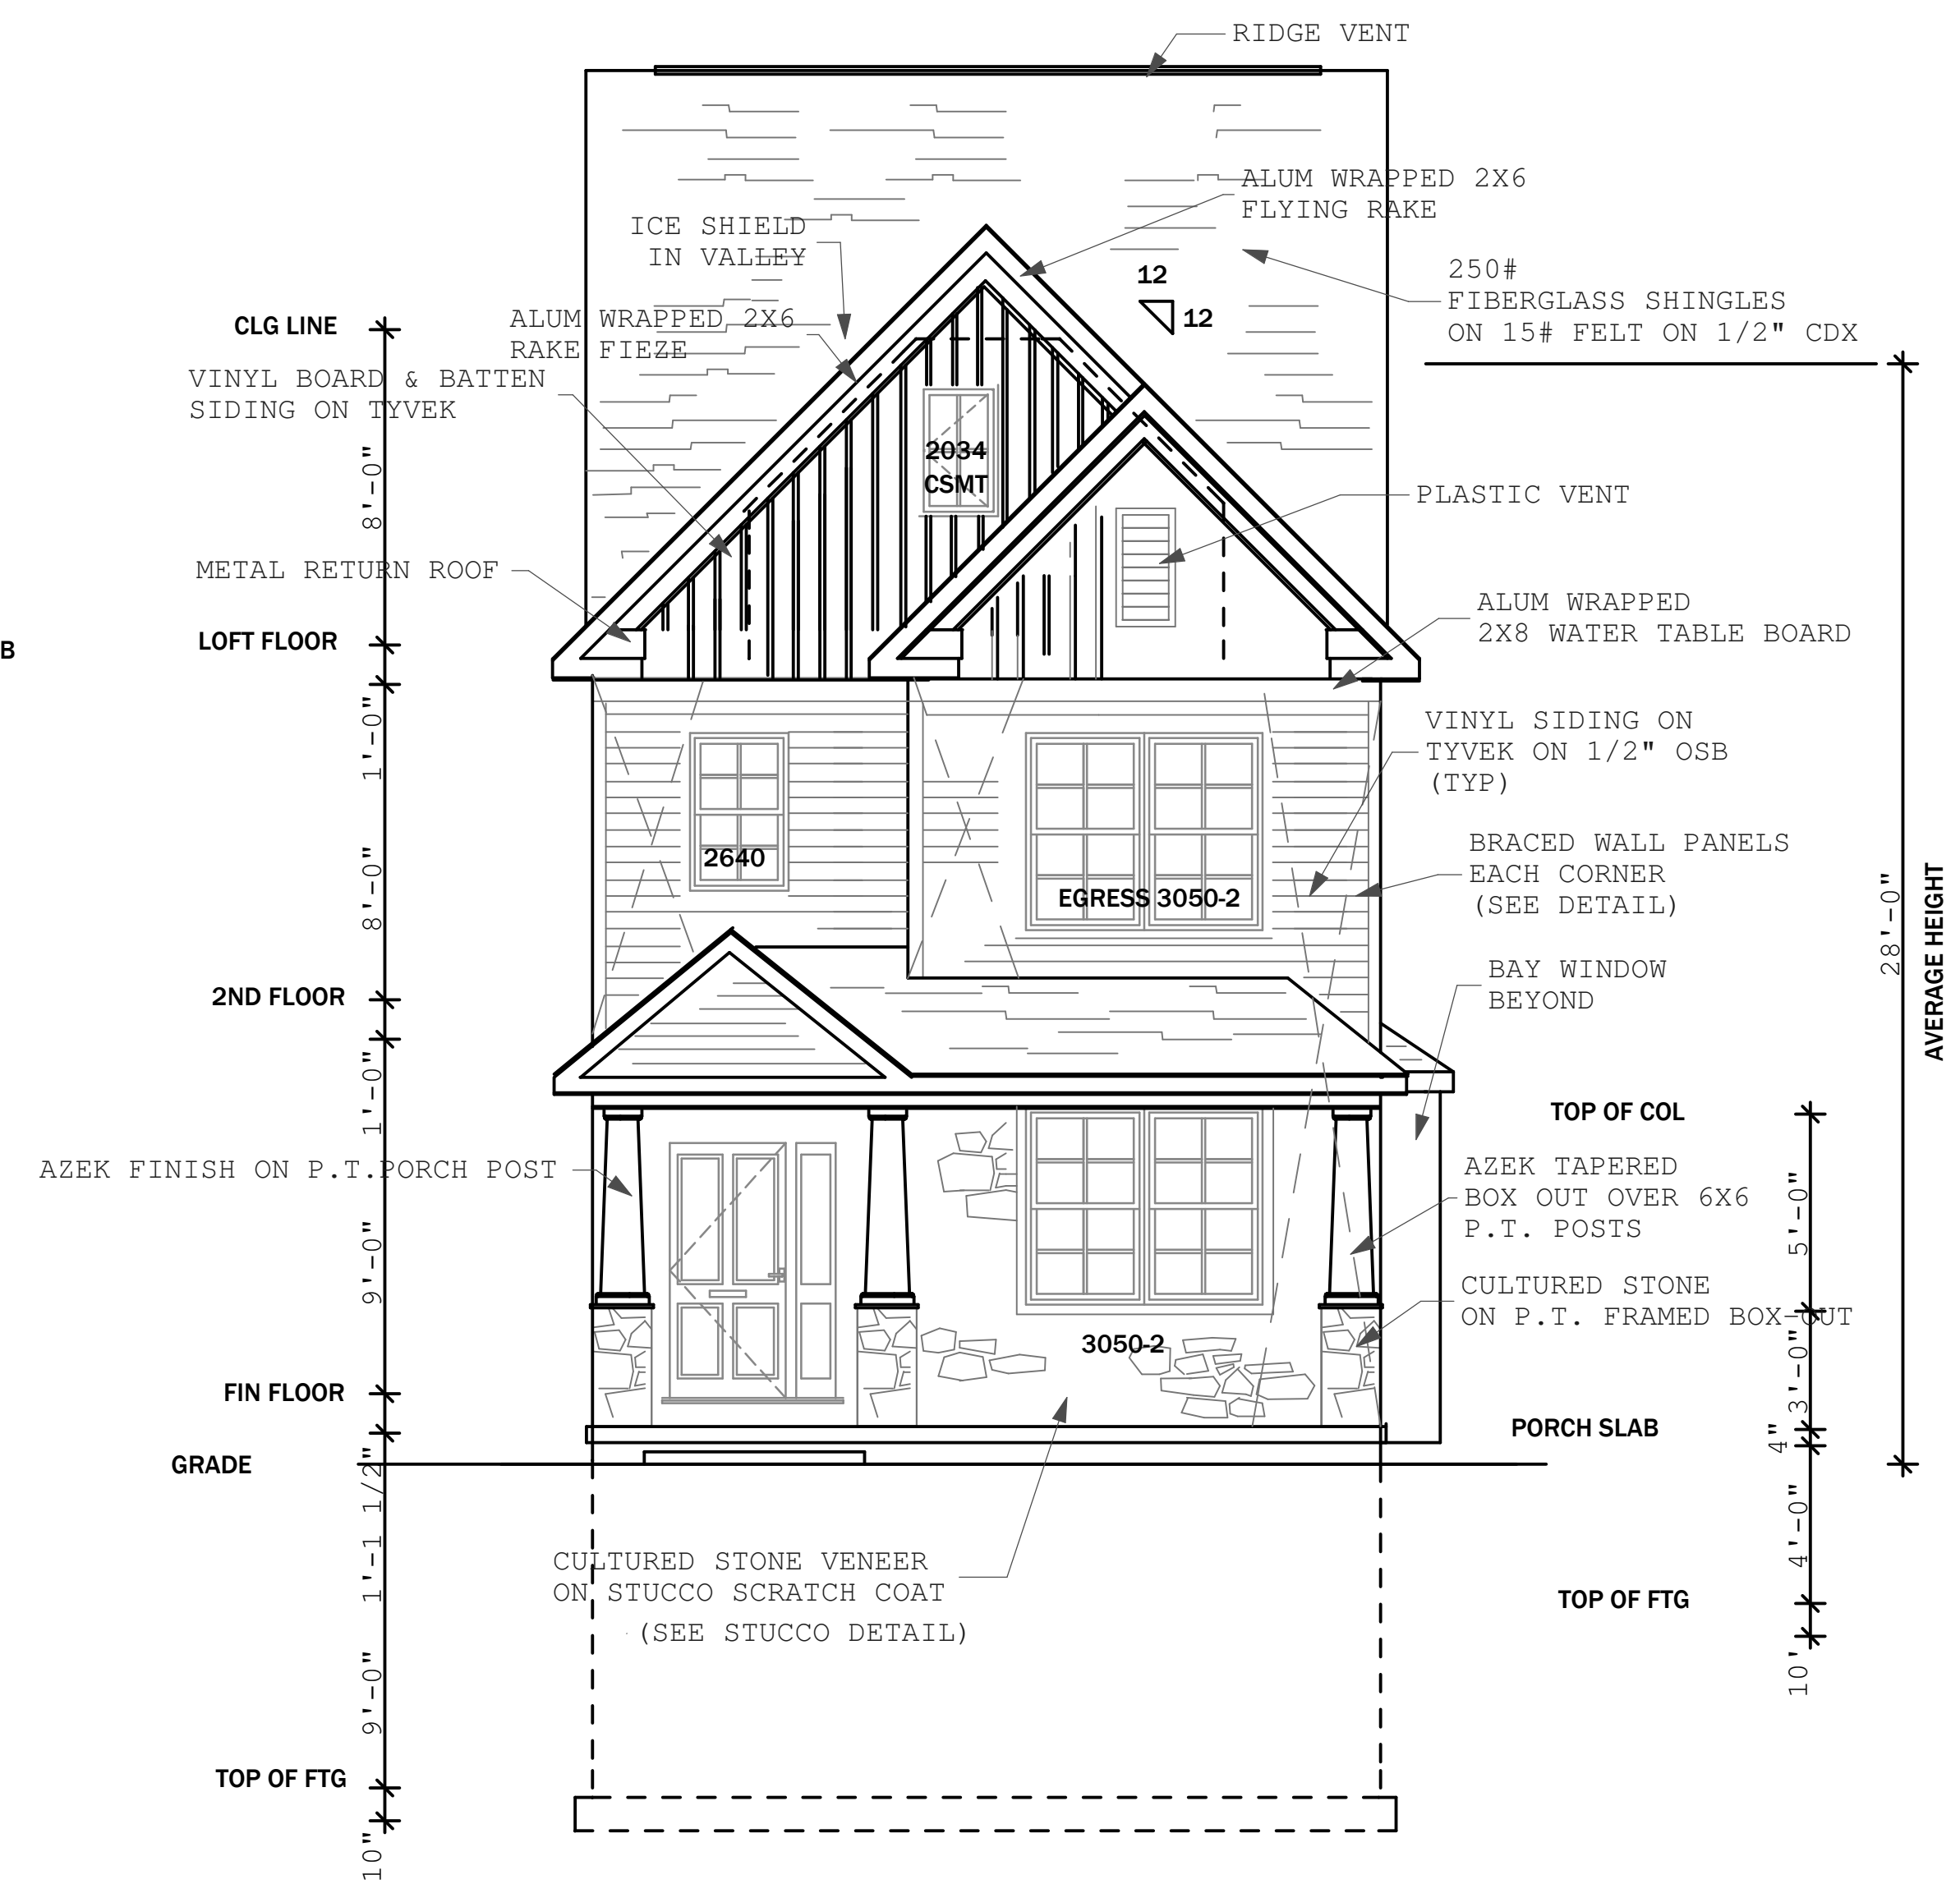 RIDGE VENT
ALUM WRAPPED 2X6
FLYING RAKE
ICE SHIELD
IN VALLEY
12
12
250#
FIBERGLASS SHINGLES
ON 15# FELT ON 1/2" CDX
CLG LINE
ALUM WRAPPED 2X6
RAKE FIEZE
VINYL BOARD & BATTEN
SIDING ON TYVEK
8'-0"
2034
CSMT
PLASTIC VENT
METAL RETURN ROOF
ALUM WRAPPED
2X8 WATER TABLE BOARD
LOFT FLOOR
B
1'-0"
VINYL SIDING ON
TYVEK ON 1/2" OSB
(TYP)
2640
EGRESS 3050-2
8'-0"
BRACED WALL PANELS
EACH CORNER
(SEE DETAIL)
28'-0"
AVERAGE HEIGHT
BAY WINDOW
BEYOND
2ND FLOOR
1'-0"
TOP OF COL
AZEK FINISH ON P.T.PORCH POST
AZEK TAPERED
BOX OUT OVER 6X6
P.T. POSTS
5'-0"
9'-0"
CULTURED STONE
ON P.T. FRAMED BOX-OUT
3050-2
3'-0"
FIN FLOOR
PORCH SLAB
4"
GRADE
1'-1 1/2"
4'-0"
CULTURED STONE VENEER
ON STUCCO SCRATCH COAT
(SEE STUCCO DETAIL)
TOP OF FTG
10'
9'-0"
TOP OF FTG
10"